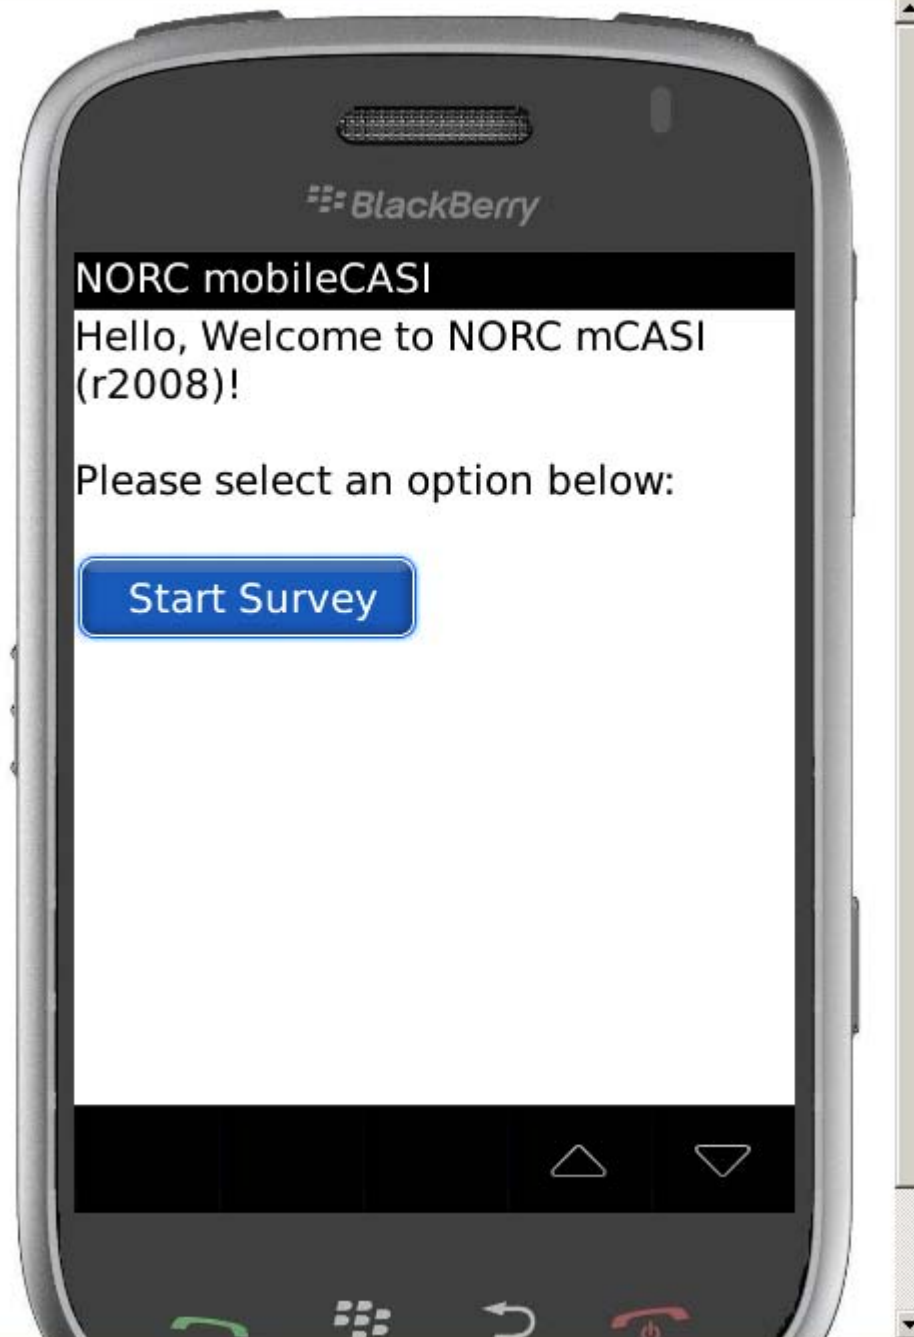 BlackBerry
NORC mobileCASI
Hello, Welcome to NORC mCASI
(r2008)!
Please select an option below:
Start Survey